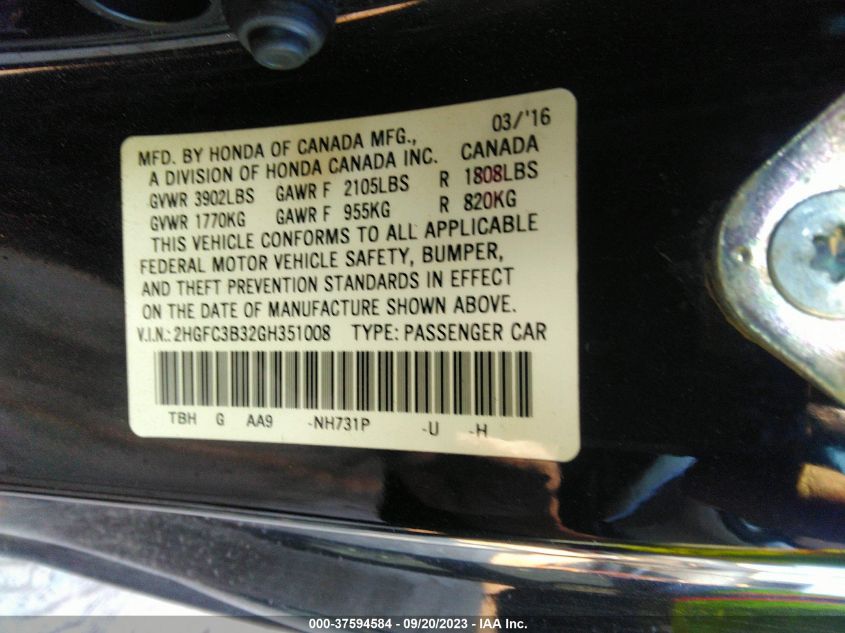 03/'16
MFD. BY HONDA OF CANADA MFG.,
A DIVISION OF HONDA CANADA INC. CANADA
GVWR 3902LBS GAWR F 2105LBS R 1808LBS
GVWR 1770KG GAWR F 955KG R 820KG
THIS VEHICLE CONFORMS TO ALL APPLICABLE
FEDERAL MOTOR VEHICLE SAFETY, BUMPER,
AND THEFT PREVENTION STANDARDS IN EFFECT
ON THE DATE OF MANUFACTURE SHOWN ABOVE.
V.I.N.: 2HGFC3B32GH351008 TYPE: PASSENGER CAR
TBH G AA9 -NH731P -U -H
000-37594584 - 09/20/2023 - IAA Inc.